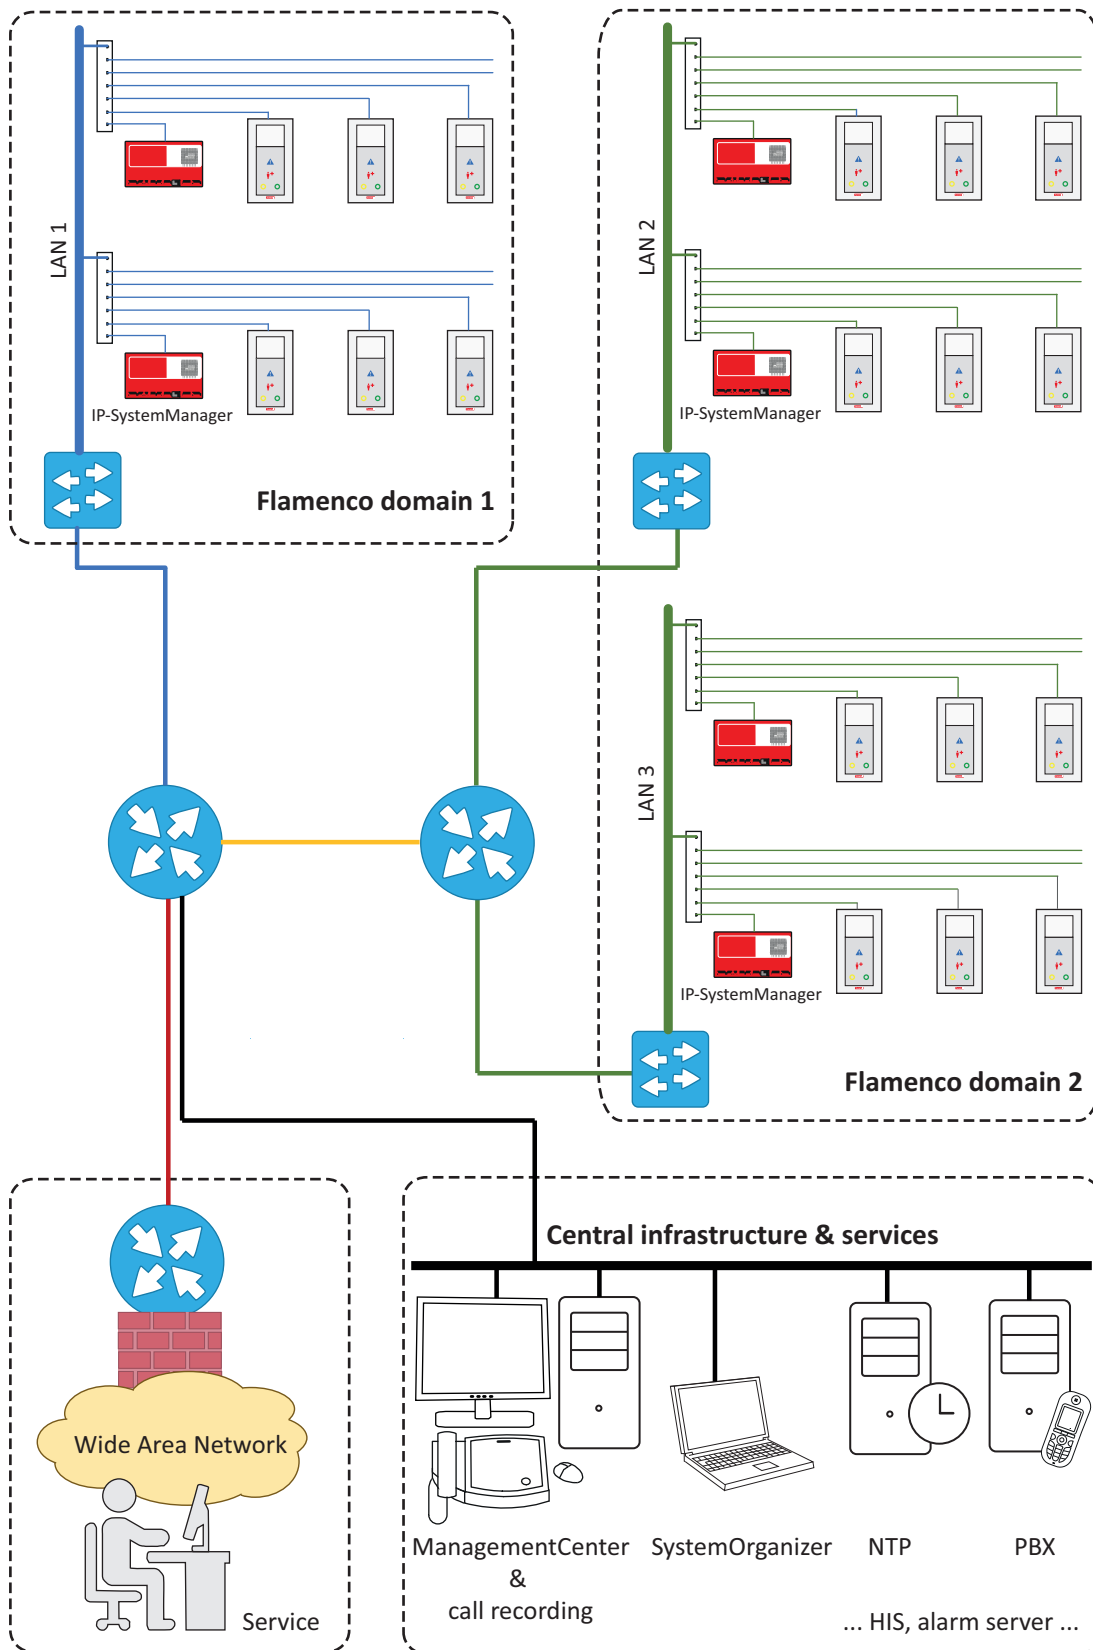 LAN 1
IP-SystemManager
Flamenco domain 1
LAN 2
IP-SystemManager
LAN 3
IP-SystemManager
Flamenco domain 2
Wide Area Network
Service
Central infrastructure & services
ManagementCenter
&
call recording
SystemOrganizer
NTP
PBX
... HIS, alarm server ...